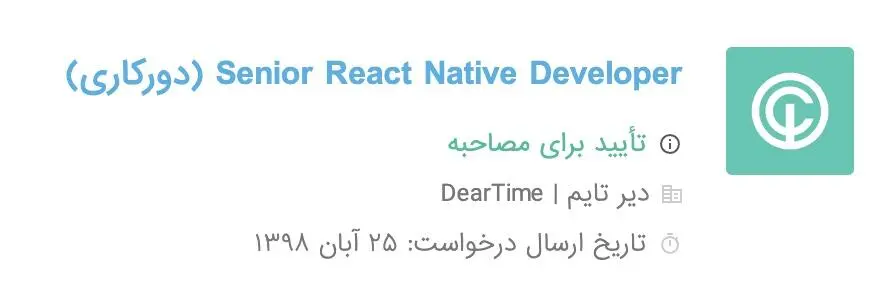 Senior React Native Developer (دورکاری)
تأیید برای مصاحبه
دیر تایم | DearTime
تاریخ ارسال درخواست: ۲۵ آبان ۱۳۹۸